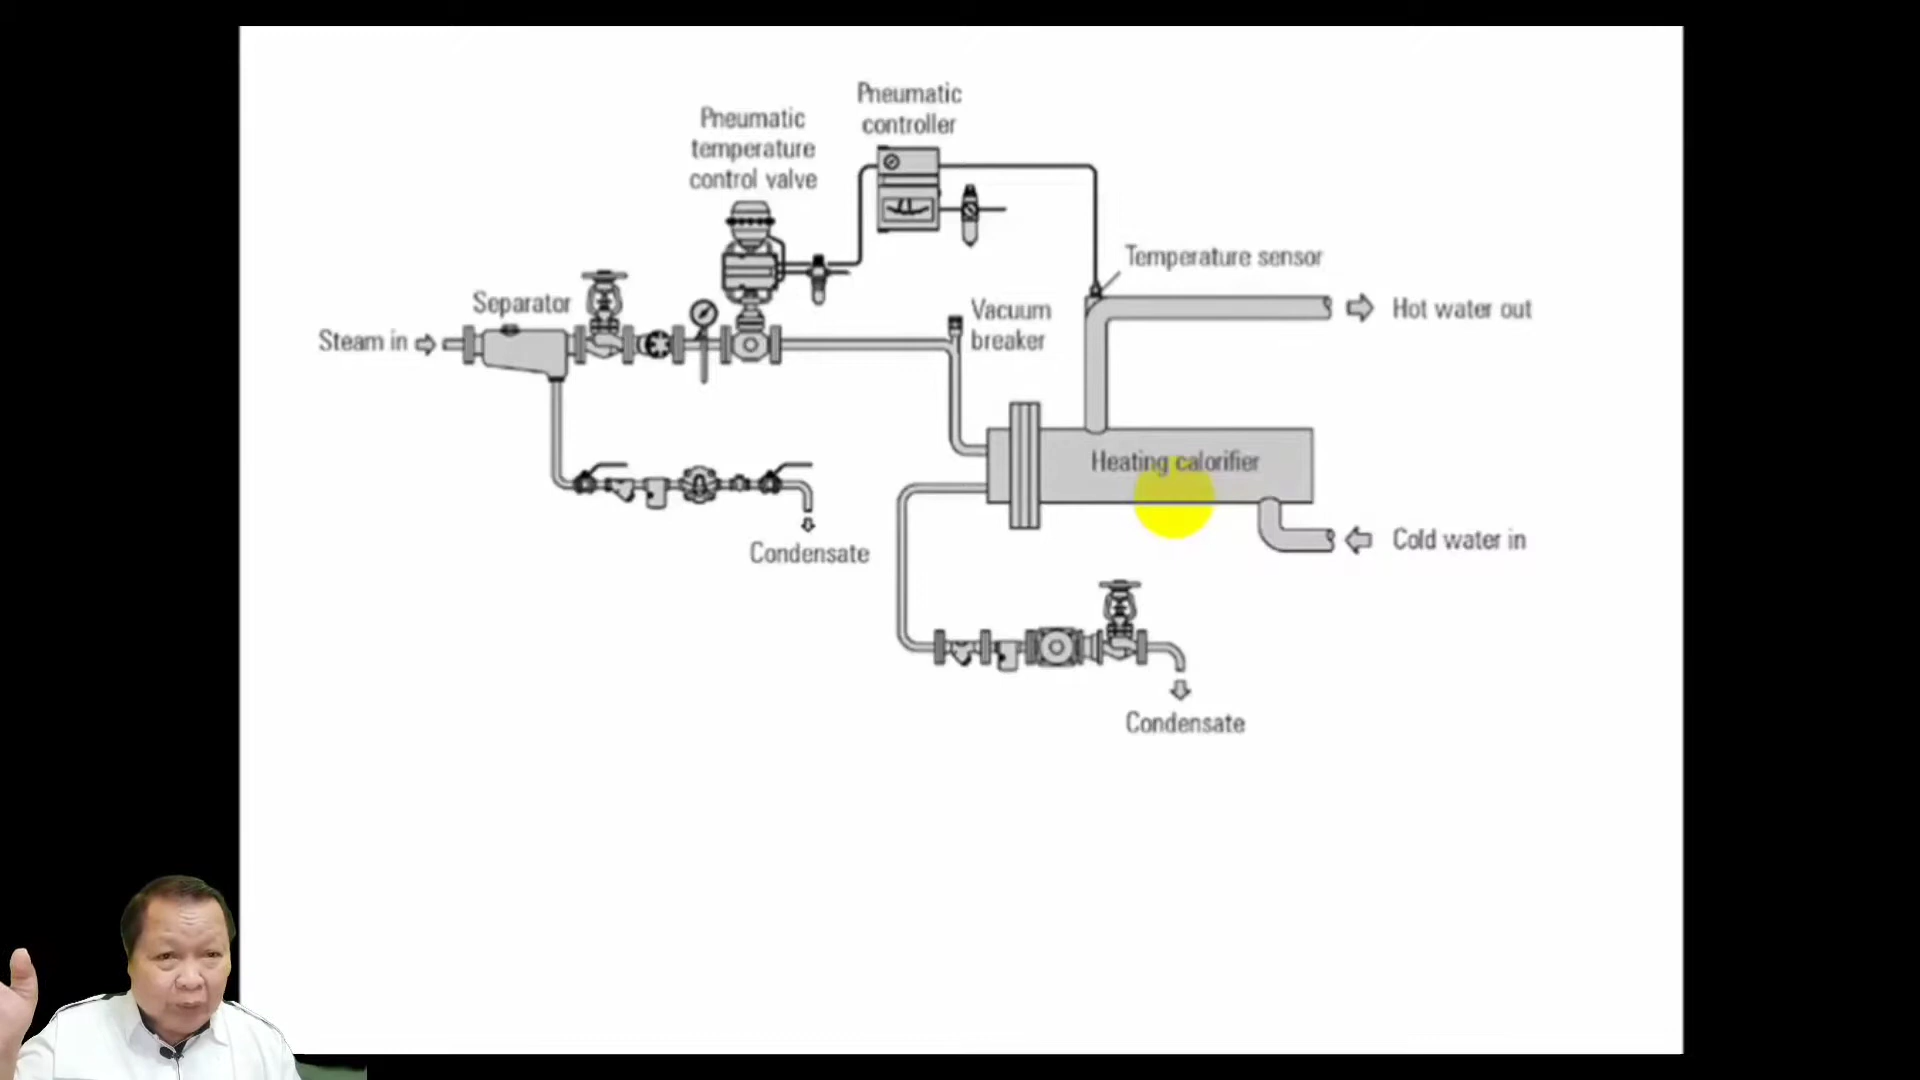 Pneumatic
controller
Pneumatic
temperature
control valve
Temperature sensor
Separator
Vacuum
breaker
Hot water out
Steam in
Heating calorifier
Cold water in
Condensate
Condensate